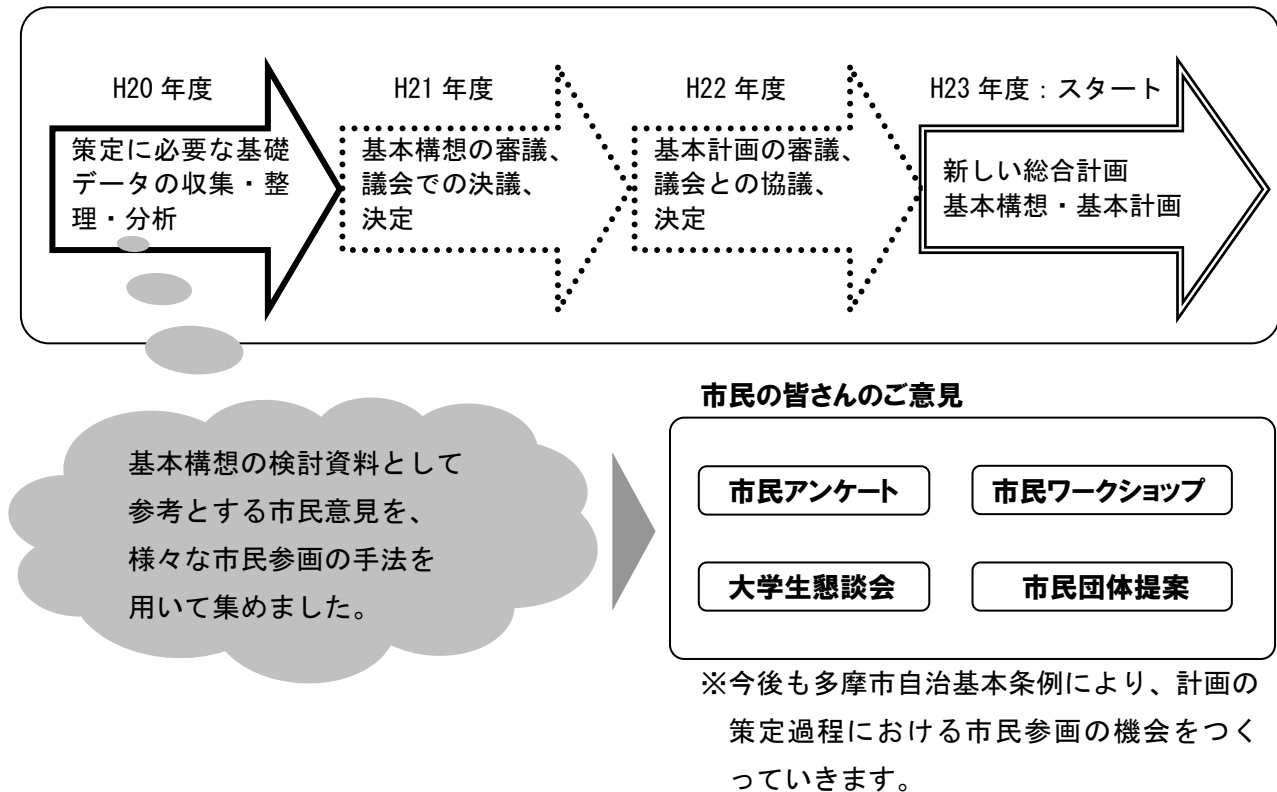 H20 年度
策定に必要な基礎
データの収集・整
理・分析
H21 年度
基本構想の審議、
議会での決議、
決定
H22 年度
基本計画の審議、
議会との協議、
決定
H23 年度：スタート
新しい総合計画
基本構想・基本計画
基本構想の検討資料として
参考とする市民意見を、
様々な市民参画の手法を
用いて集めました。
市民の皆さんのご意見
市民アンケート
市民ワークショップ
大学生懇談会
市民団体提案
※今後も多摩市自治基本条例により、計画の
策定過程における市民参画の機会をつく
っていきます。